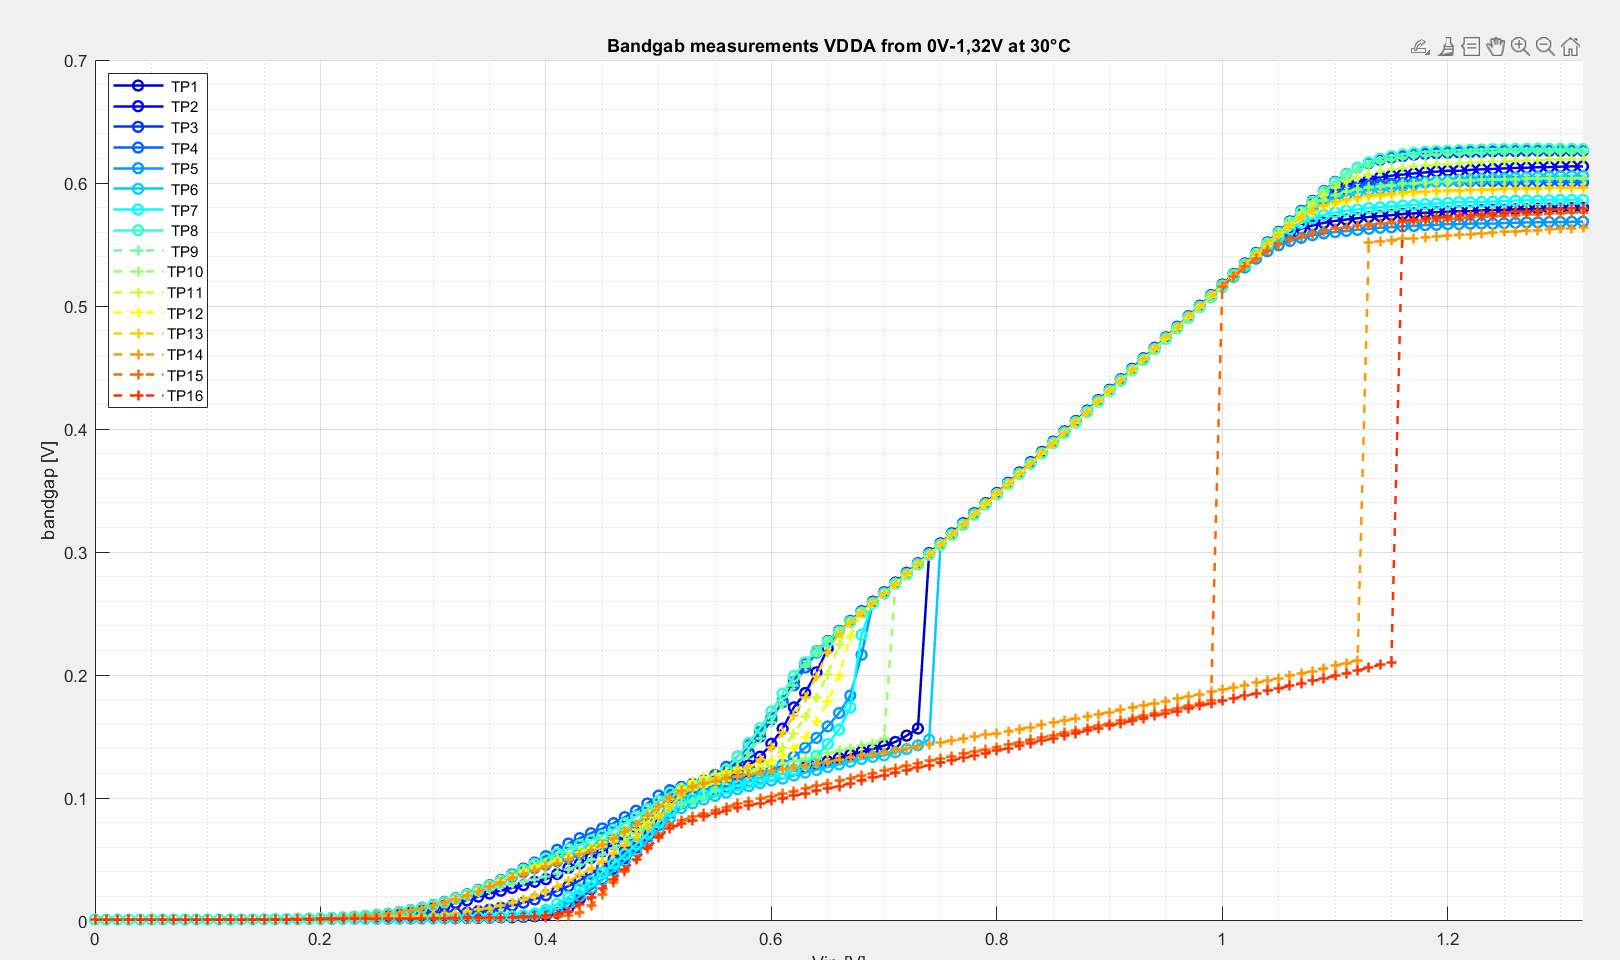 Bandgab measurements VDDA from 0V-1,32V at 30°C
0.7
0.6
0.5
0.4
0.3
0.2
0.1
0
bandgap [V]
TP1
TP2
TP3
TP4
TP5
TP6
TP7
TP8
TP9
TP10
TP11
TP12
TP13
TP14
TP15
TP16
0 0.2 0.4 0.6 0.8 1 1.2